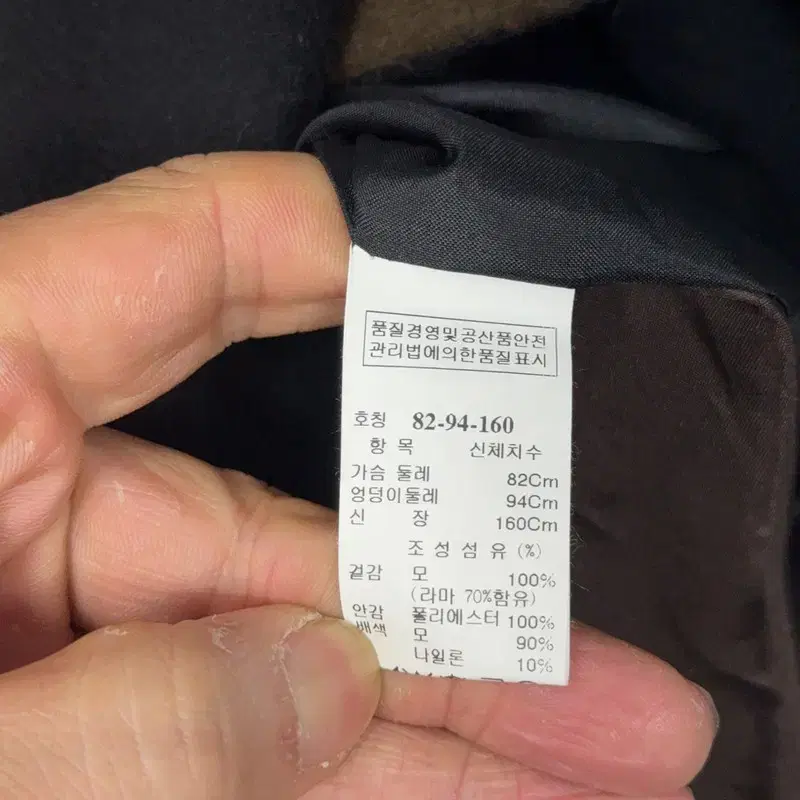 품질경영및공산품안전
관리법에의한품질표시
호칭 82-94-160
항 목 신체치수
가슴 둘레 82Cm
엉덩이둘레 94Cm
신 장 160Cm
조성섬유 (%)
겉감 모 100%
(라마 70%함유)
안감 폴리에스터 100%
배색 모 90%
나일론 10%